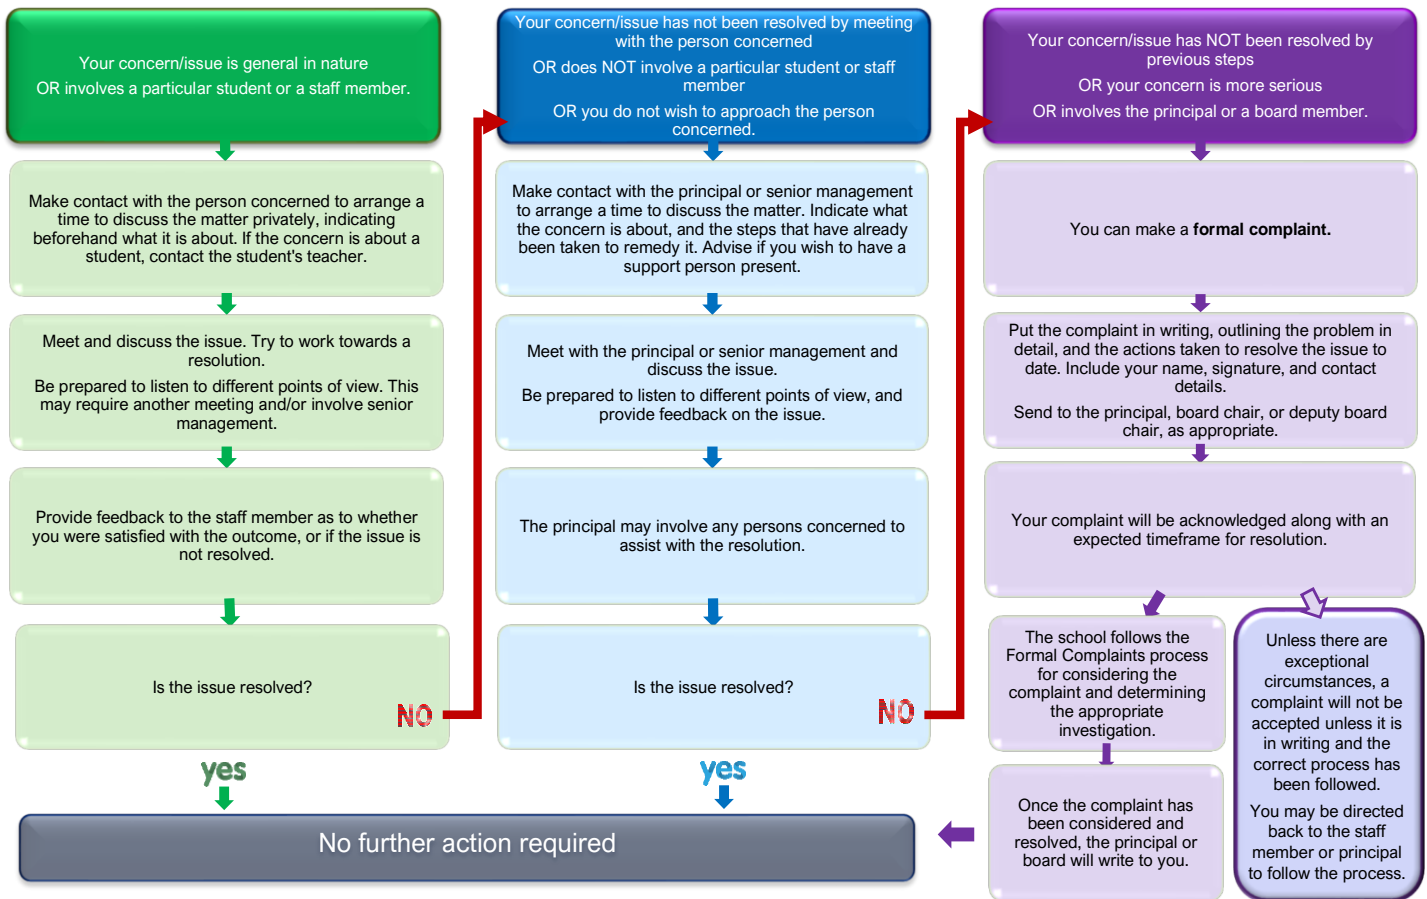 Your concern/issue is general in nature
OR involves a particular student or a staff member.
Make contact with the person concerned to arrange a
time to discuss the matter privately, indicating
beforehand what it is about. If the concern is about a
student, contact the student's teacher.
Meet and discuss the issue. Try to work towards a
resolution.
Be prepared to listen to different points of view. This
may require another meeting and/or involve senior
management.
Provide feedback to the staff member as to whether
you were satisfied with the outcome, or if the issue is
not resolved.
Is the issue resolved?
NO
yes
Your concern/issue has not been resolved by meeting
with the person concerned
OR does NOT involve a particular student or staff
member
OR you do not wish to approach the person
concerned.
Make contact with the principal or senior management
to arrange a time to discuss the matter. Indicate what
the concern is about, and the steps that have already
been taken to remedy it. Advise if you wish to have a
support person present.
Meet with the principal or senior management and
discuss the issue.
Be prepared to listen to different points of view, and
provide feedback on the issue.
The principal may involve any persons concerned to
assist with the resolution.
Is the issue resolved?
NO
yes
Your concern/issue has NOT been resolved by
previous steps
OR your concern is more serious
OR involves the principal or a board member.
You can make a formal complaint.
Put the complaint in writing, outlining the problem in
detail, and the actions taken to resolve the issue to
date. Include your name, signature, and contact
details.
Send to the principal, board chair, or deputy board
chair, as appropriate.
Your complaint will be acknowledged along with an
expected timeframe for resolution.
The school follows the
Formal Complaints process
for considering the
complaint and determining
the appropriate
investigation.
Once the complaint has
been considered and
resolved, the principal or
board will write to you.
Unless there are
exceptional
circumstances, a
complaint will not be
accepted unless it is
in writing and the
correct process has
been followed.
You may be directed
back to the staff
member or principal
to follow the process.
No further action required